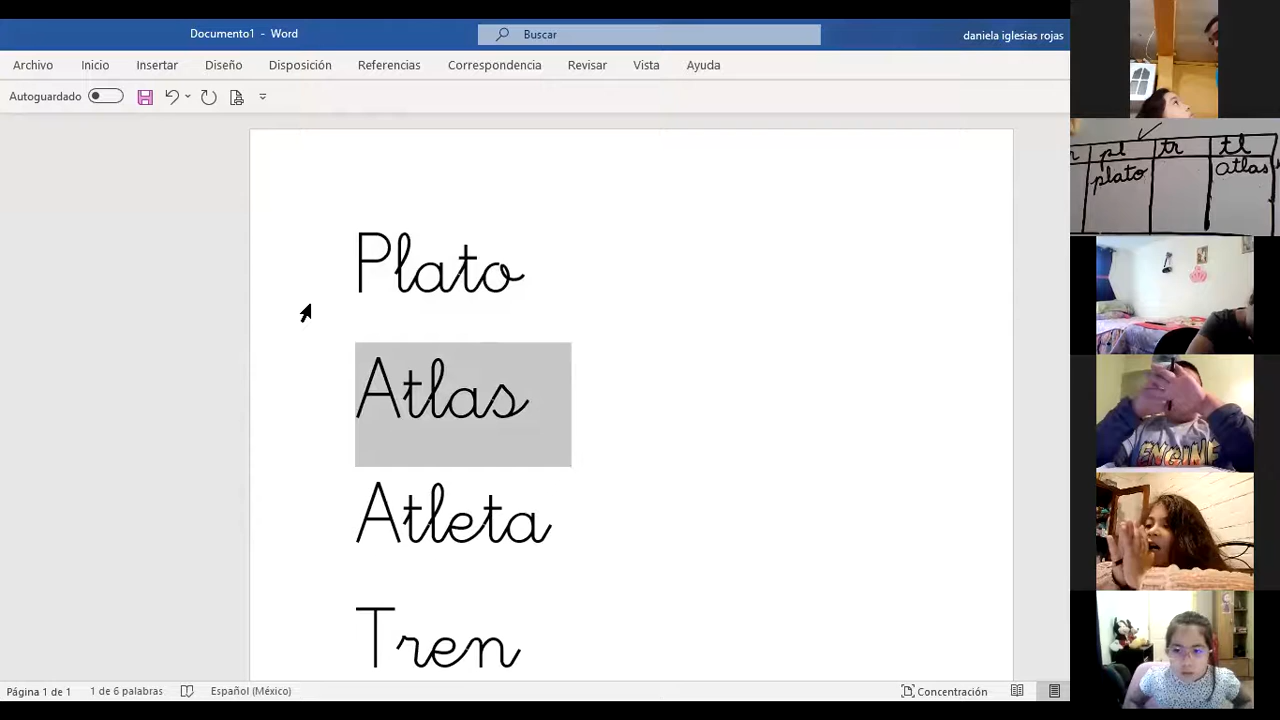 Documento1 - Word
Buscar
daniela iglesias rojas
Archivo Inicio Insertar Diseño Disposición Referencias Correspondencia Revisar Vista Ayuda
Autoguardado
Plato
Atlas
Atleta
Tren
Página 1 de 1 1 de 6 palabras Español (México) Concentración
pl tr tl
plato atlas
ENGINE